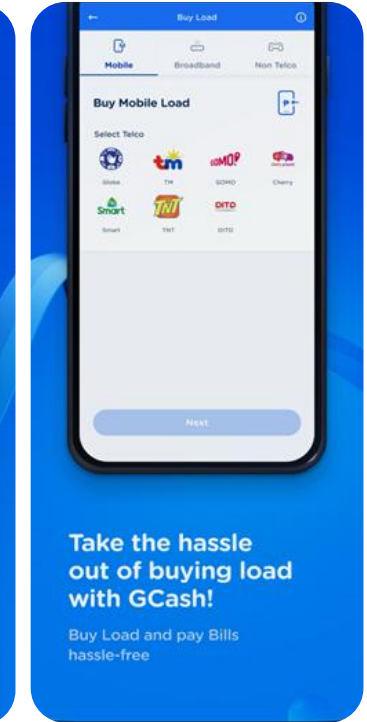 Buy Load
Mobile
Broadband
Non Telco
Buy Mobile Load
Select Telco
tm
GOMO
Globe
TM
GOMO
Cherry
Smart
TNT
DITO
Smart
TNT
DITO
Next
Take the hassle
out of buying load
with GCash!
Buy Load and pay Bills
hassle-free